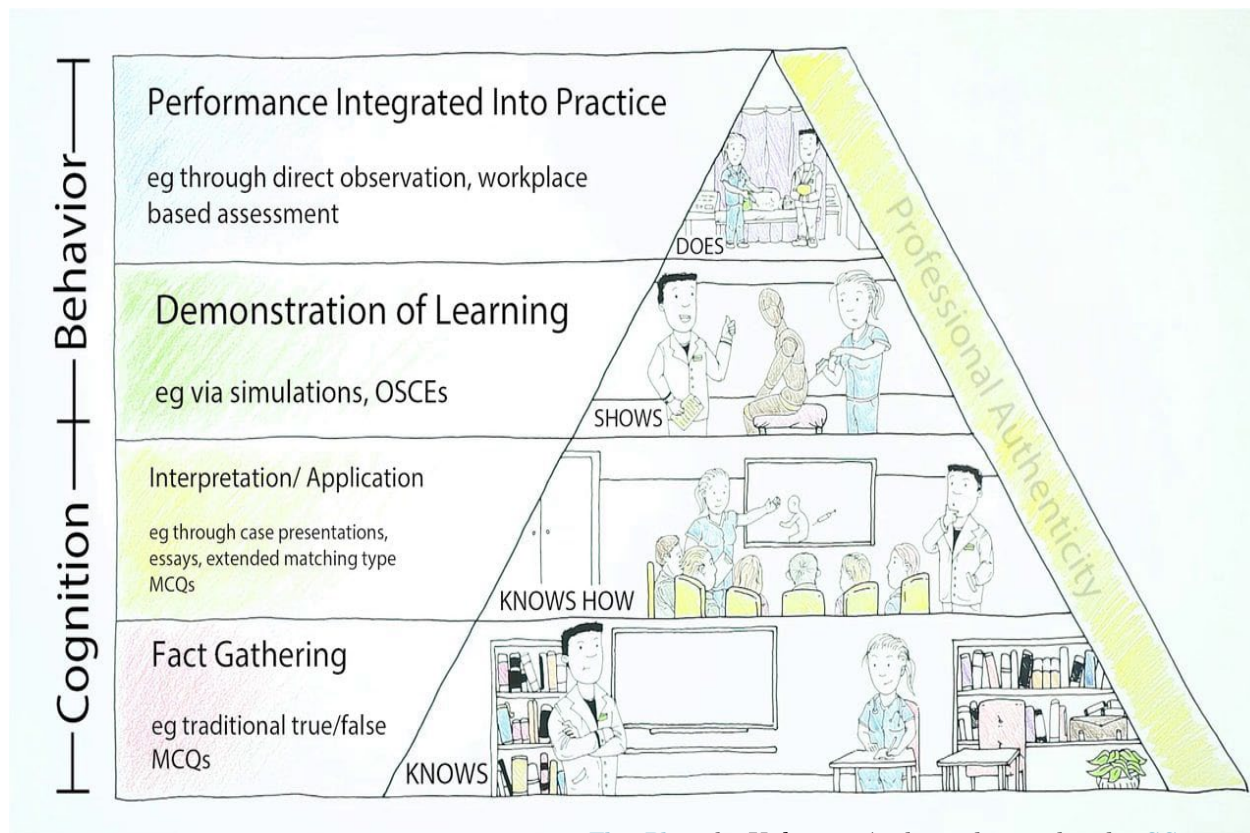 Performance Integrated Into Practice
eg through direct observation, workplace
based assessment
DOES
Demonstration of Learning
eg via simulations, OSCEs
SHOWS
Interpretation/ Application
eg through case presentations,
essays, extended matching type
MCQs
KNOWS HOW
Fact Gathering
eg traditional true/false
MCQs
KNOWS
Behavior
Cognition
Professional Authenticity